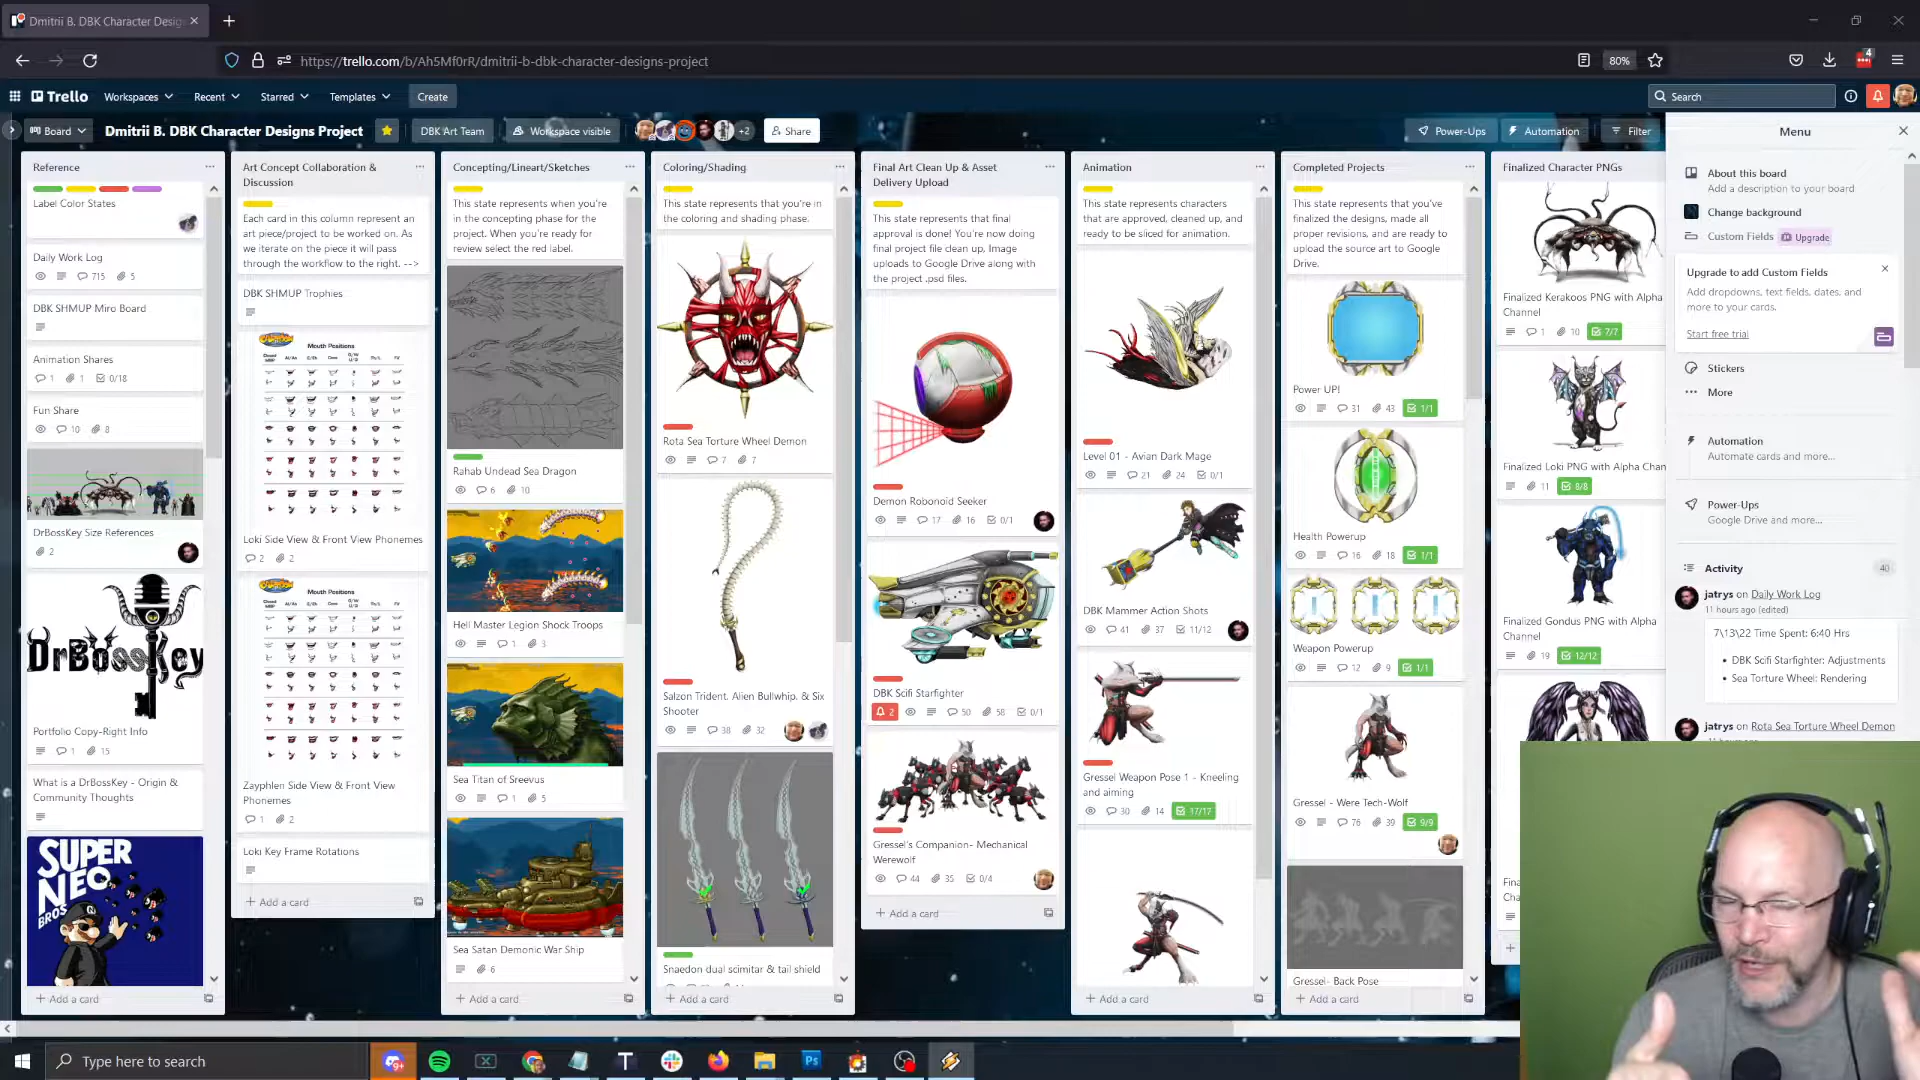 Dmitrii B. DBK Character Desig
https://trello.com/b/Ah5Mf0rR/dmitrii-b-dbk-character-designs-project
80%
4
Trello
Workspaces
Recent
Starred
Templates
Create
Search
Board
Dmitrii B. DBK Character Designs Project
DBK Art Team
Workspace visible
+2
Share
Power-Ups
Automation
Filter
Reference
Label Color States
Daily Work Log
715
5
DBK SHMUP Miro Board
Animation Shares
1
1
0/18
Fun Share
10
8
DrBossKey Size References
2
DrBossKey
Portfolio Copy-Right Info
1
15
What is a DrBossKey - Origin &
Community Thoughts
SUPER
NEO
BROS
+ Add a card
Art Concept Collaboration &
Discussion
Each card in this column represent an
art piece/project to be worked on. As
we iterate on the piece it will pass
through the workflow to the right. -->
DBK SHMUP Trophies
Mouth Positions
Loki Side View & Front View Phonemes
2
2
Mouth Positions
Zayphlen Side View & Front View
Phonemes
1
2
Loki Key Frame Rotations
+ Add a card
Concepting/Lineart/Sketches
This state represents when you're
in the concepting phase for the
project. When you're ready for
review select the red label.
Rahab Undead Sea Dragon
6
10
Hell Master Legion Shock Troops
1
3
Sea Titan of Sreevus
1
5
Sea Satan Demonic War Ship
6
+ Add a card
Coloring/Shading
This state represents that you're in
the coloring and shading phase.
Rota Sea Torture Wheel Demon
7
7
Salzon Trident, Alien Bullwhip, & Six
Shooter
38
32
Snaedon dual scimitar & tail shield
+ Add a card
Final Art Clean Up & Asset
Delivery Upload
This state represents that final
approval is done! You're now doing
final project file clean up, Image
uploads to Google Drive along with
the project .psd files.
Demon Robonoid Seeker
17
16
0/1
DBK Scifi Starfighter
2
50
58
0/1
Gressel's Companion- Mechanical
Werewolf
44
35
0/4
+ Add a card
Animation
This state represents characters
that are approved, cleaned up, and
ready to be sliced for animation.
Level 01 - Avian Dark Mage
21
24
0/1
DBK Mammer Action Shots
41
37
11/12
Gressel Weapon Pose 1 - Kneeling
and aiming
30
14
17/17
+ Add a card
Completed Projects
This state represents that you've
finalized the designs, made all
proper revisions, and are ready to
upload the source art to Google
Drive.
Power UP!
31
43
1/1
Health Powerup
16
18
1/1
Weapon Powerup
12
9
1/1
Gressel - Were Tech-Wolf
76
39
9/9
Gressel- Back Pose
+ Add a card
Finalized Character PNGs
Finalized Kerakoos PNG with Alpha
Channel
1
10
7/7
Finalized Loki PNG with Alpha Chan
11
8/8
Finalized Gondus PNG with Alpha
Channel
19
12/12
Fina
Cha
Menu
About this board
Add a description to your board
Change background
Custom Fields
Upgrade
Upgrade to add Custom Fields
Add dropdowns, text fields, dates, and
more to your cards.
Start free trial
Stickers
More
Automation
Automate cards and more...
Power-Ups
Google Drive and more...
Activity
40
jatrys on Daily Work Log
11 hours ago (edited)
7\13\22 Time Spent: 6:40 Hrs
• DBK Scifi Starfighter: Adjustments
• Sea Torture Wheel: Rendering
jatrys on Rota Sea Torture Wheel Demon
Type here to search